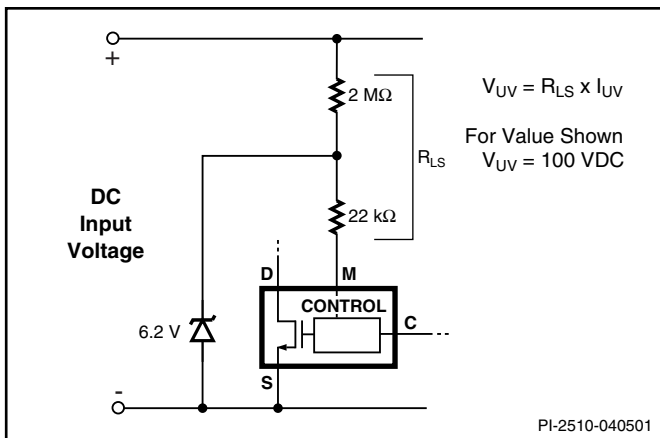 +
2 MΩ
V_UV = R_LS x I_UV
For Value Shown
V_UV = 100 VDC
R_LS
DC
Input
Voltage
22 kΩ
D
M
CONTROL
C
6.2 V
S
-
PI-2510-040501